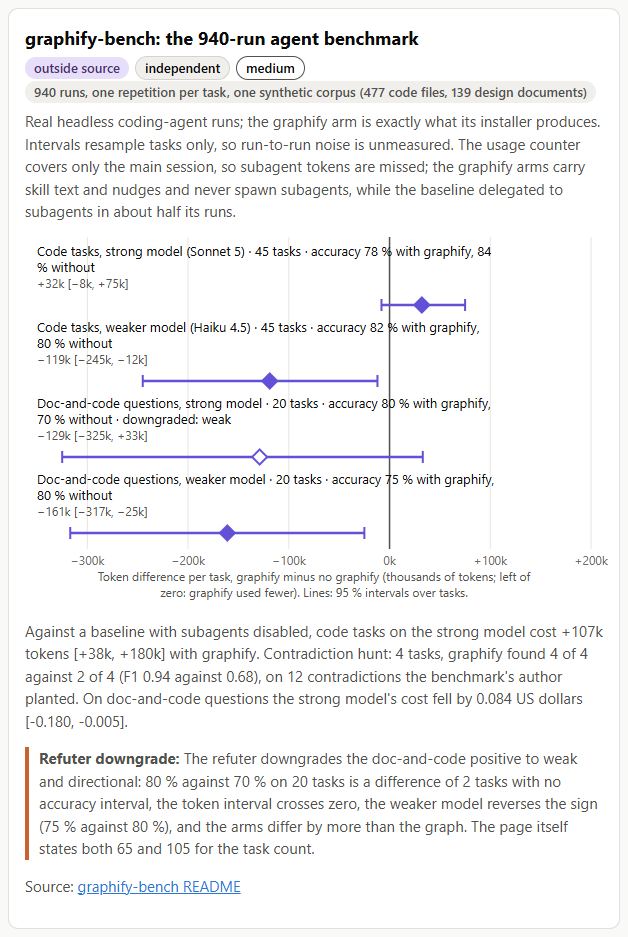 graphify-bench: the 940-run agent benchmark
outside source independent medium
940 runs, one repetition per task, one synthetic corpus (477 code files, 139 design documents)
Real headless coding-agent runs; the graphify arm is exactly what its installer produces.
Intervals resample tasks only, so run-to-run noise is unmeasured. The usage counter
covers only the main session, so subagent tokens are missed; the graphify arms carry
skill text and nudges and never spawn subagents, while the baseline delegated to
subagents in about half its runs.
Code tasks, strong model (Sonnet 5) · 45 tasks · accuracy 78 % with graphify, 84
% without
+32k [−8k, +75k]
Code tasks, weaker model (Haiku 4.5) · 45 tasks · accuracy 82 % with graphify,
80 % without
−119k [−245k, −12k]
Doc-and-code questions, strong model · 20 tasks · accuracy 80 % with graphify,
70 % without · downgraded: weak
−129k [−325k, +33k]
Doc-and-code questions, weaker model · 20 tasks · accuracy 75 % with graphify,
80 % without
−161k [−317k, −25k]
−300k −200k −100k 0k +100k +200k
Token difference per task, graphify minus no graphify (thousands of tokens; left of
zero: graphify used fewer). Lines: 95 % intervals over tasks.
Against a baseline with subagents disabled, code tasks on the strong model cost +107k
tokens [+38k, +180k] with graphify. Contradiction hunt: 4 tasks, graphify found 4 of 4
against 2 of 4 (F1 0.94 against 0.68), on 12 contradictions the benchmark's author
planted. On doc-and-code questions the strong model's cost fell by 0.084 US dollars
[-0.180, -0.005].
Refuter downgrade: The refuter downgrades the doc-and-code positive to weak
and directional: 80 % against 70 % on 20 tasks is a difference of 2 tasks with no
accuracy interval, the token interval crosses zero, the weaker model reverses the sign
(75 % against 80 %), and the arms differ by more than the graph. The page itself
states both 65 and 105 for the task count.
Source: graphify-bench README